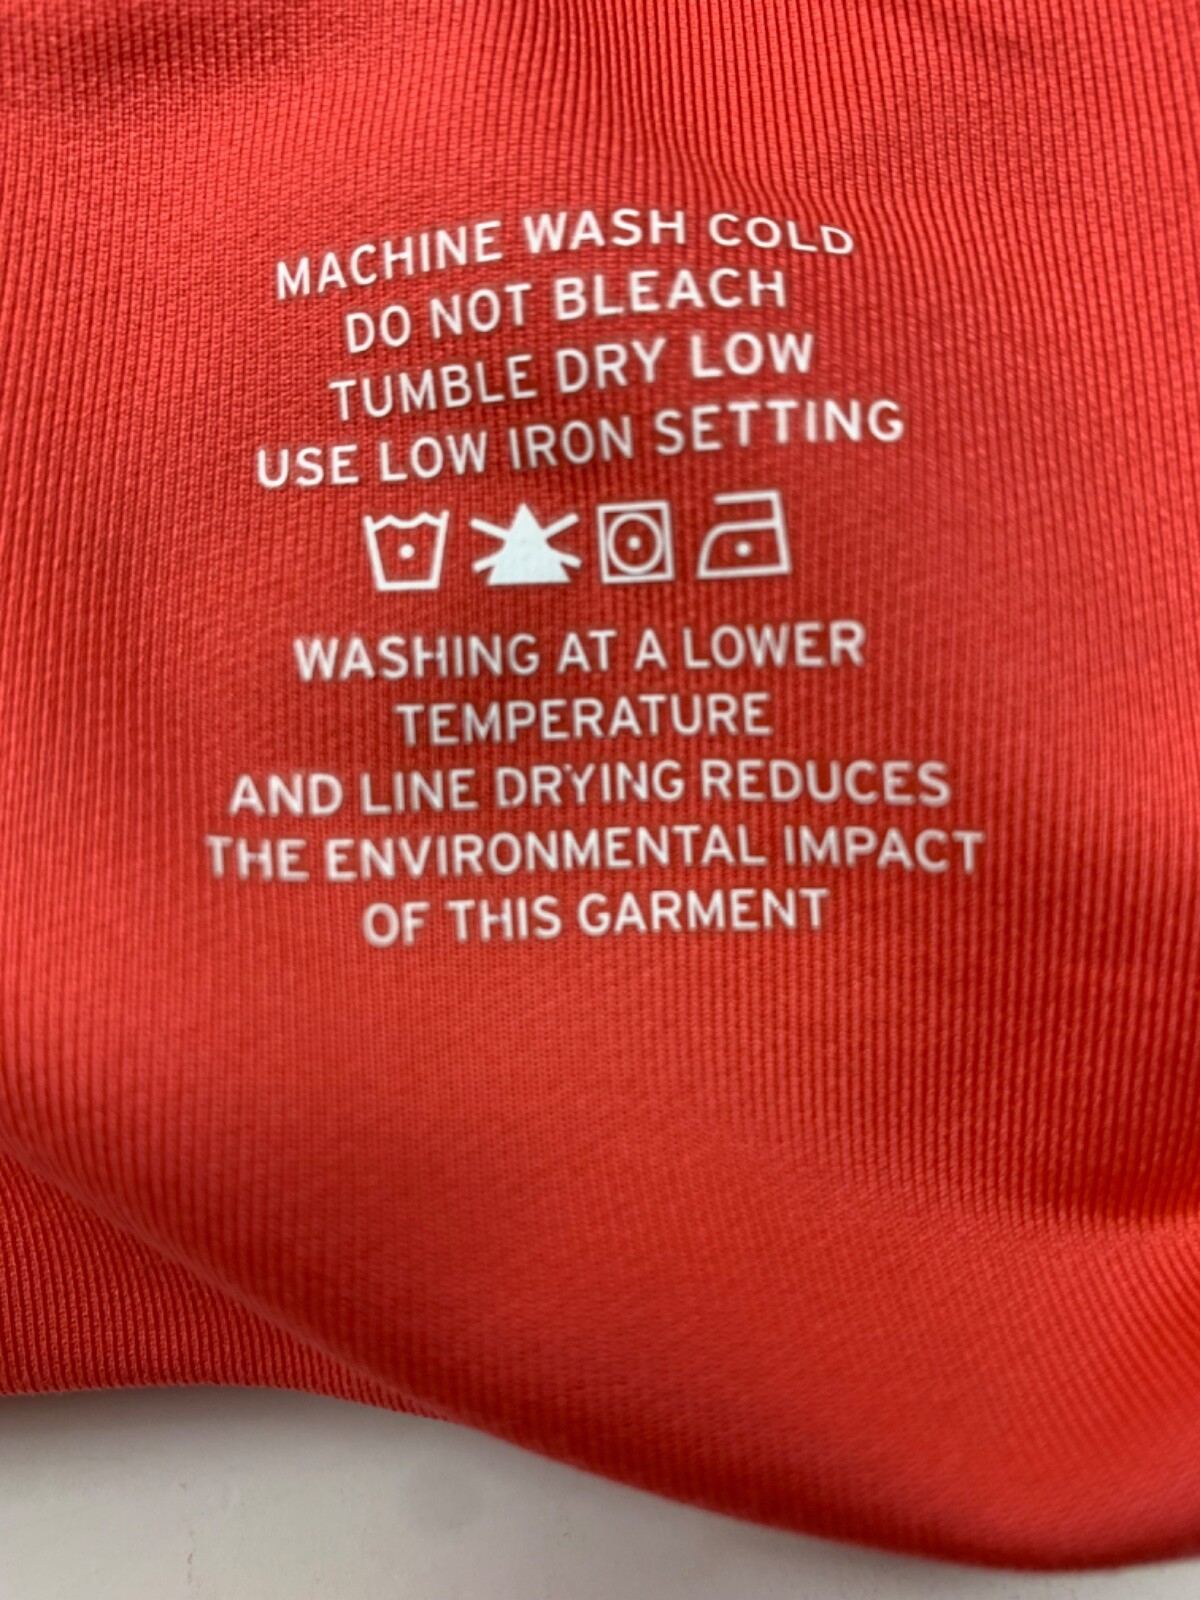 MACHINE WASH COLD
DO NOT BLEACH
TUMBLE DRY LOW
USE LOW IRON SETTING
WASHING AT A LOWER
TEMPERATURE
AND LINE DRYING REDUCES
THE ENVIRONMENTAL IMPACT
OF THIS GARMENT